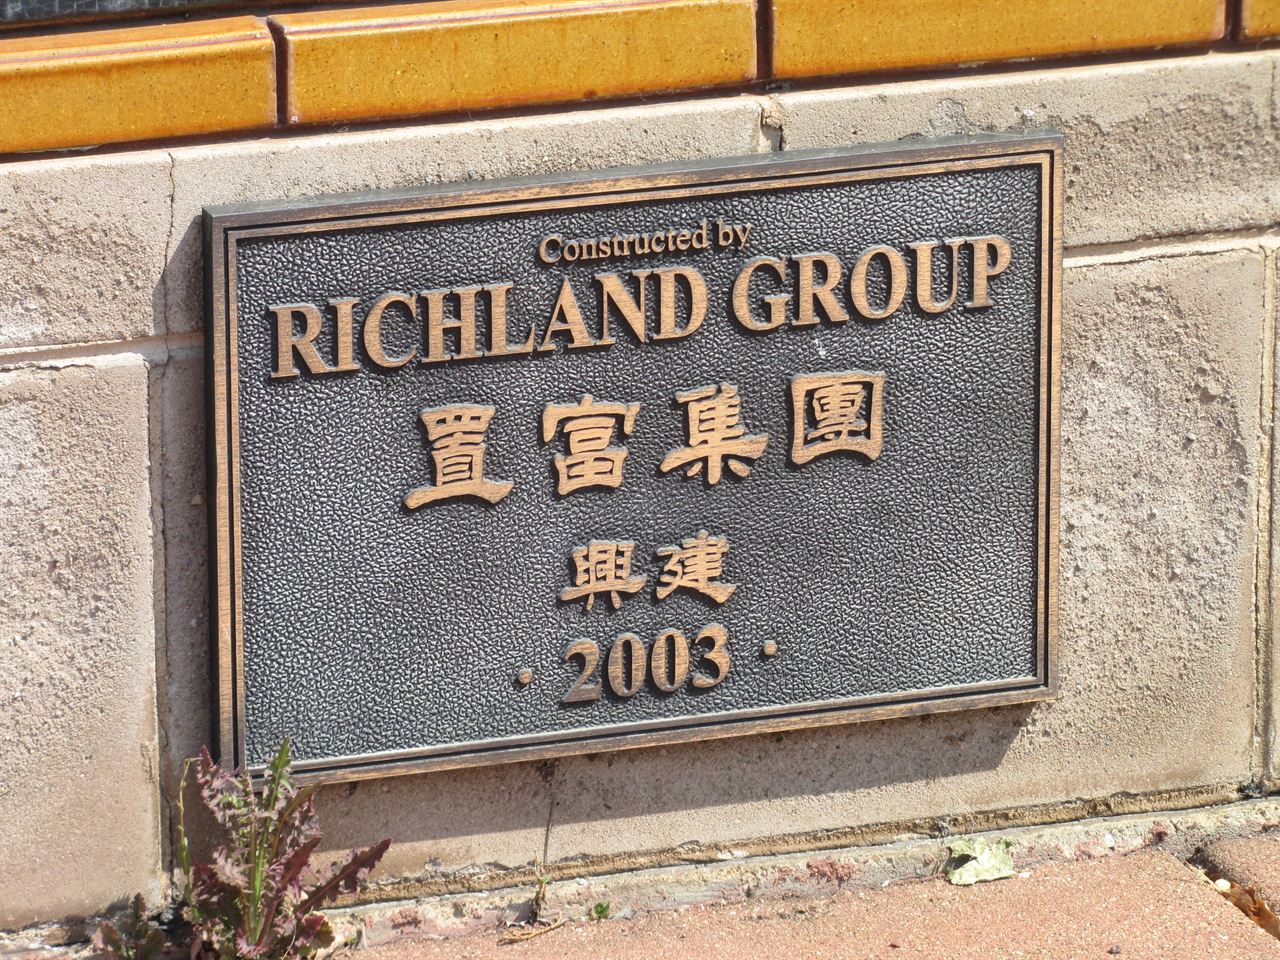 Constructed by
RICHLAND GROUP
置富集團
興建
·2003·